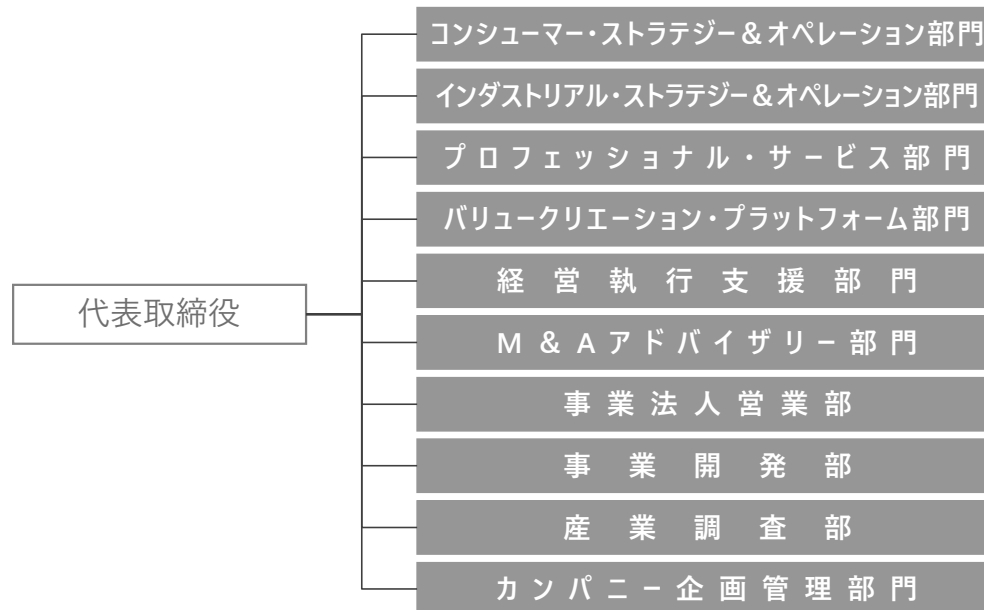 コンシューマー・ストラテジー＆オペレーション部門
インダストリアル・ストラテジー＆オペレーション部門
プロフェッショナル・サービス部門
バリュークリエーション・プラットフォーム部門
代表取締役
経営執行支援部門
M＆Aアドバイザリー部門
事業法人営業部
事業開発部
産業調査部
カンパニー企画管理部門